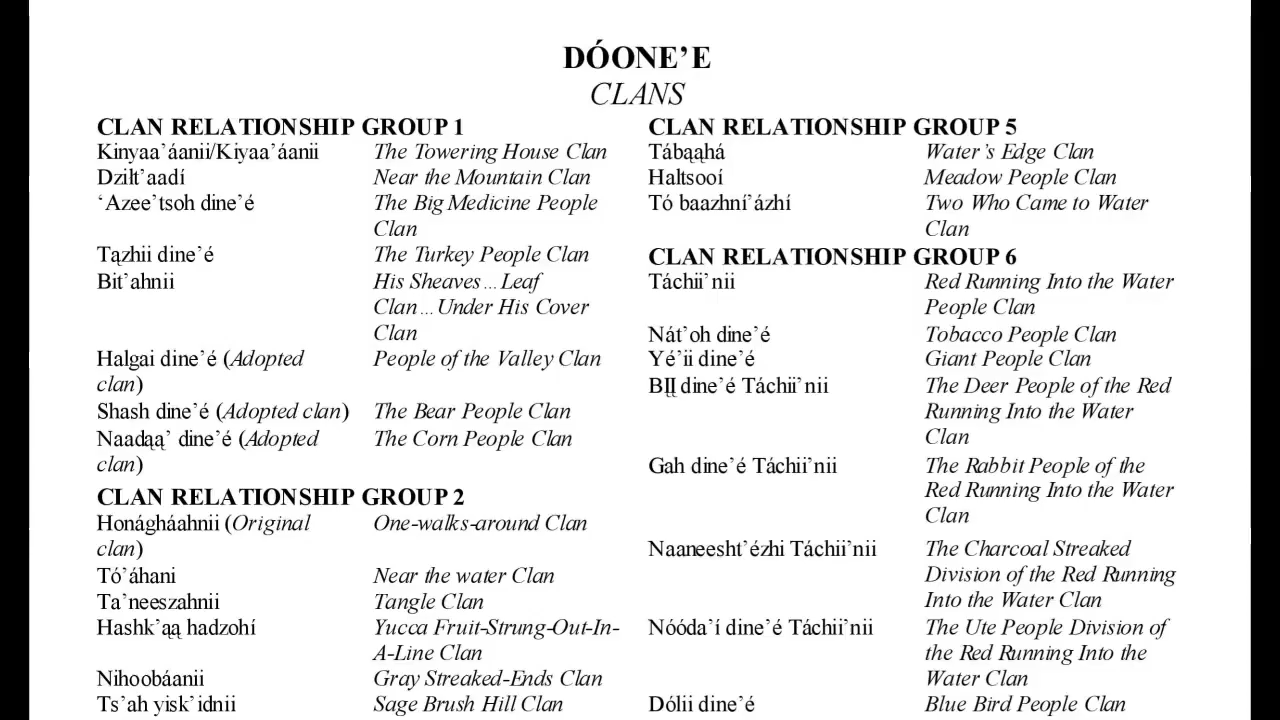 DÓONE’E
CLANS
CLAN RELATIONSHIP GROUP 1
Kinyaa’áanii/Kiyaa’áanii The Towering House Clan
Dziłt’aadí Near the Mountain Clan
‘Azee’tsoh dine’é The Big Medicine People
Clan
Tązhii dine’é The Turkey People Clan
Bit’ahnii His Sheaves…Leaf
Clan…Under His Cover
Clan
Halgai dine’é (Adopted People of the Valley Clan
clan)
Shash dine’é (Adopted clan) The Bear People Clan
Naadąą’ dine’é (Adopted The Corn People Clan
clan)
CLAN RELATIONSHIP GROUP 2
Honágháahnii (Original One-walks-around Clan
clan)
Tó’áhani Near the water Clan
Ta’neeszahnii Tangle Clan
Hashk’ąą hadzohí Yucca Fruit-Strung-Out-In-
A-Line Clan
Nihoobáanii Gray Streaked-Ends Clan
Ts’ah yisk’idnii Sage Brush Hill Clan
CLAN RELATIONSHIP GROUP 5
Tábąąhá Water’s Edge Clan
Haltsooí Meadow People Clan
Tó baazhní’ázhí Two Who Came to Water
Clan
CLAN RELATIONSHIP GROUP 6
Táchii’nii Red Running Into the Water
People Clan
Nát’oh dine’é Tobacco People Clan
Yé’ii dine’é Giant People Clan
BĮĮ dine’é Táchii’nii The Deer People of the Red
Running Into the Water
Clan
Gah dine’é Táchii’nii The Rabbit People of the
Red Running Into the Water
Clan
Naaneesht’ézhi Táchii’nii The Charcoal Streaked
Division of the Red Running
Into the Water Clan
Nóóda’í dine’é Táchii’nii The Ute People Division of
the Red Running Into the
Water Clan
Dólii dine’é Blue Bird People Clan